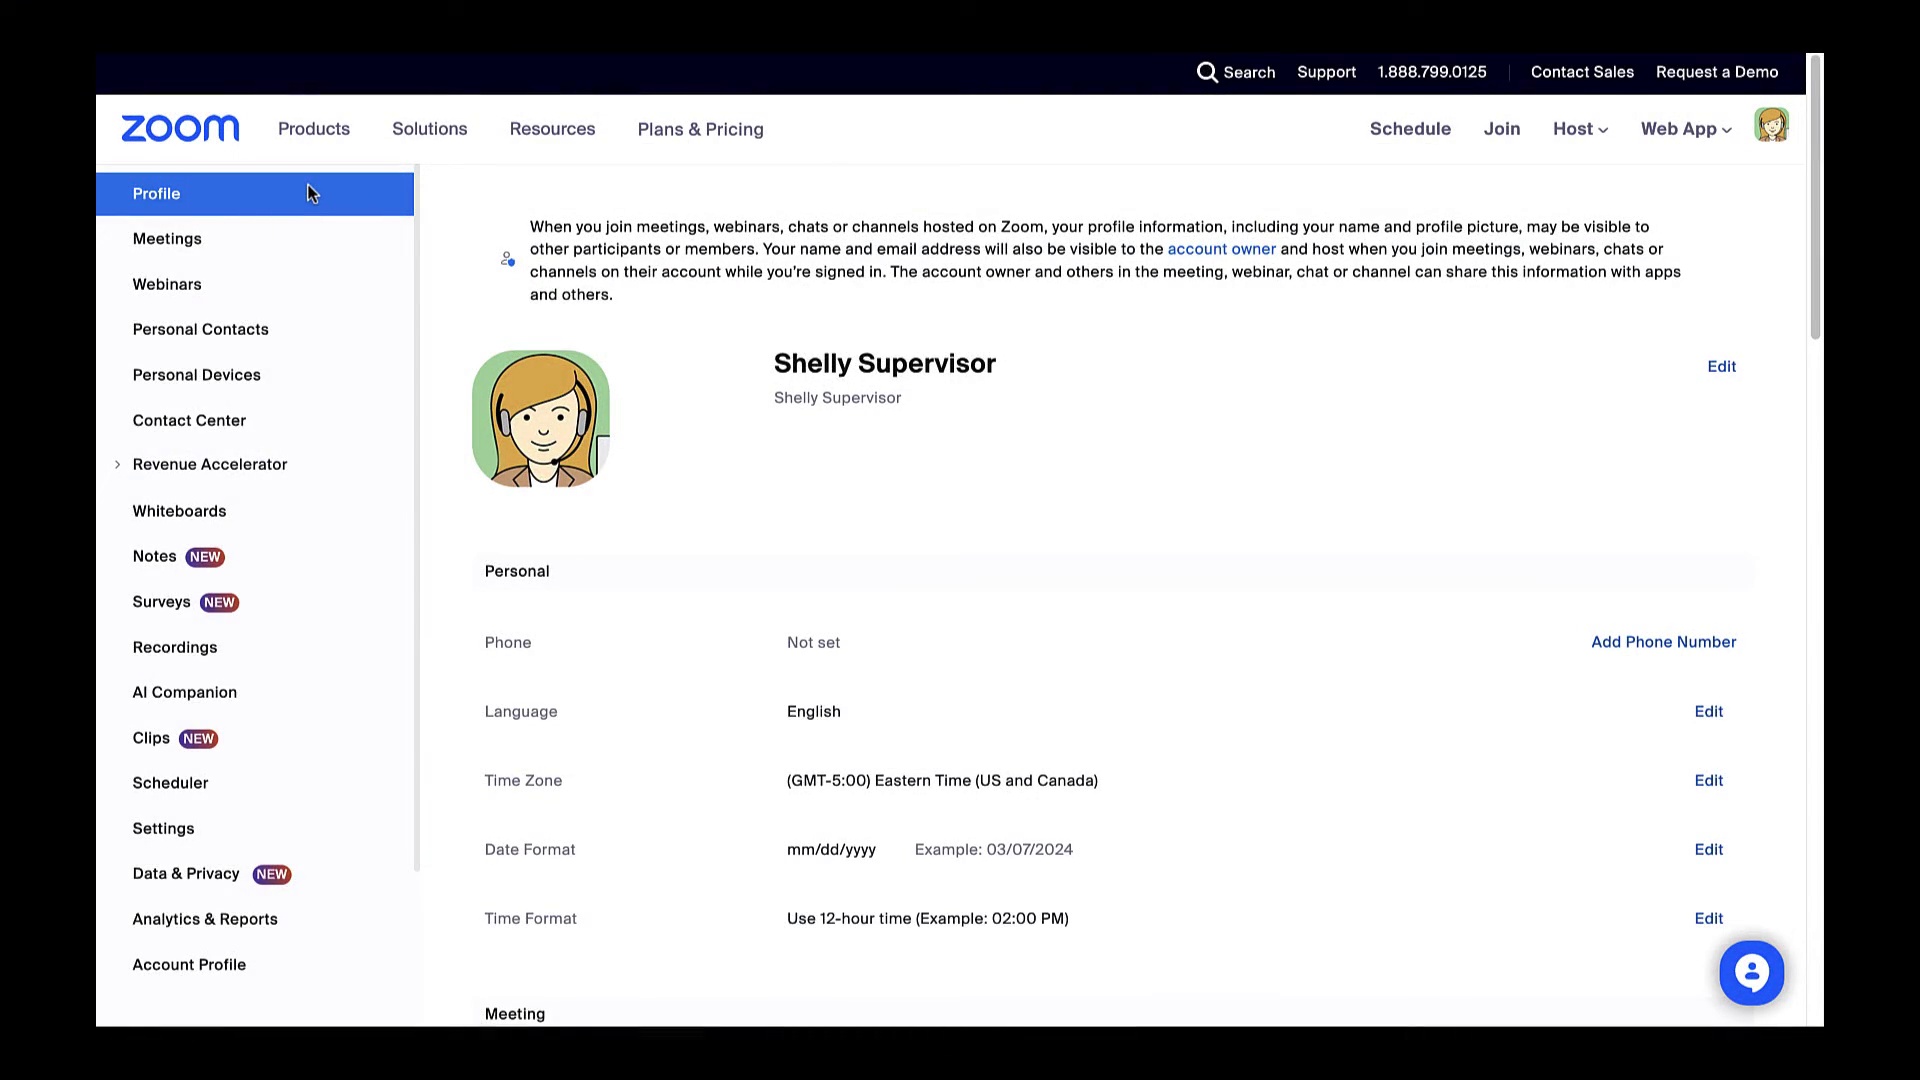 Search Support 1.888.799.0125 Contact Sales Request a Demo
zoom Products Solutions Resources Plans & Pricing Schedule Join Host Web App
Profile
Meetings
Webinars
Personal Contacts
Personal Devices
Contact Center
Revenue Accelerator
Whiteboards
Notes NEW
Surveys NEW
Recordings
AI Companion
Clips NEW
Scheduler
Settings
Data & Privacy NEW
Analytics & Reports
Account Profile
When you join meetings, webinars, chats or channels hosted on Zoom, your profile information, including your name and profile picture, may be visible to
other participants or members. Your name and email address will also be visible to the account owner and host when you join meetings, webinars, chats or
channels on their account while you’re signed in. The account owner and others in the meeting, webinar, chat or channel can share this information with apps
and others.
Shelly Supervisor Edit
Shelly Supervisor
Personal
Phone Not set Add Phone Number
Language English Edit
Time Zone (GMT-5:00) Eastern Time (US and Canada) Edit
Date Format mm/dd/yyyy Example: 03/07/2024 Edit
Time Format Use 12-hour time (Example: 02:00 PM) Edit
Meeting